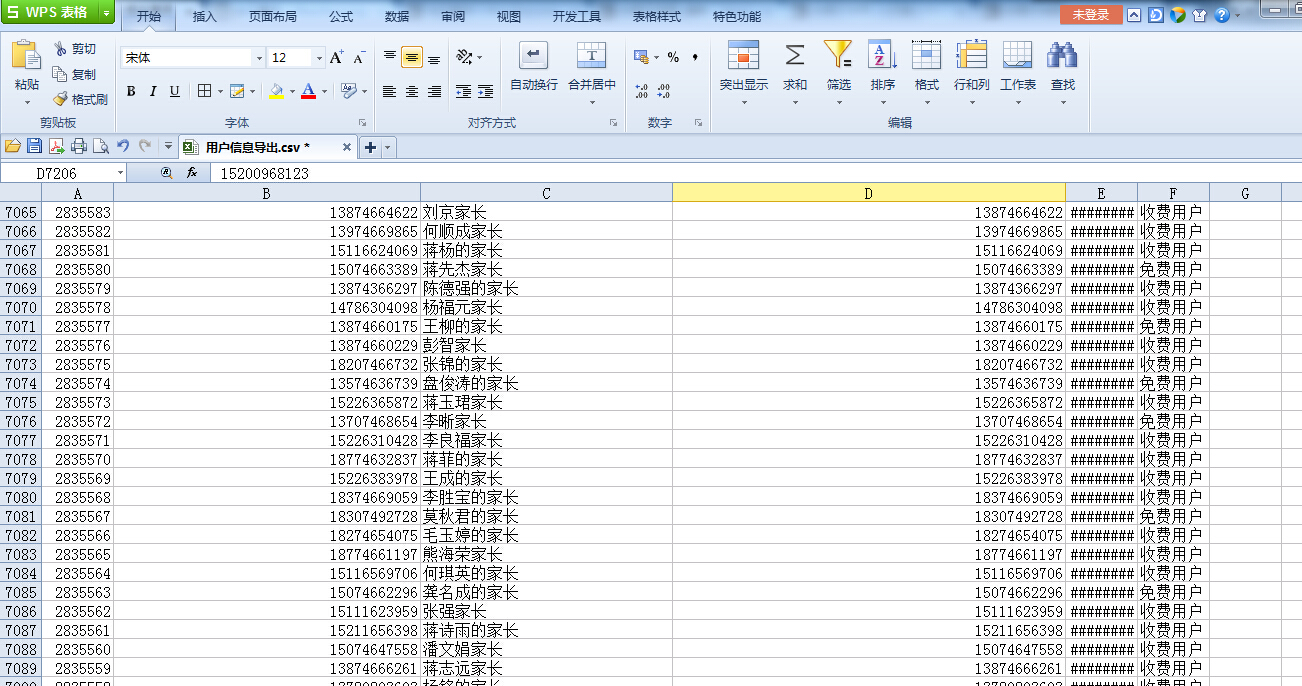 S WPS 表格 开始 插入 页面布局 公式 数据 审阅 视图 开发工具 表格样式 特色功能 未登录
粘贴 剪切 复制 格式刷 剪贴板
宋体 12 A+ A- B I U A 字体
自动换行 合并居中 对齐方式
% , 数字
突出显示 求和 筛选 排序 格式 行和列 工作表 查找 编辑
用户信息导出.csv *
D7206 fx 15200968123
A B C D E F G
7065 2835583 13874664622 刘京家长 13874664622 ######## 收费用户
7066 2835582 13974669865 何顺成家长 13974669865 ######## 收费用户
7067 2835581 15116624069 蒋杨的家长 15116624069 ######## 收费用户
7068 2835580 15074663389 蒋先杰家长 15074663389 ######## 免费用户
7069 2835579 13874366297 陈德强的家长 13874366297 ######## 收费用户
7070 2835578 14786304098 杨福元家长 14786304098 ######## 收费用户
7071 2835577 13874660175 王柳的家长 13874660175 ######## 免费用户
7072 2835576 13874660229 彭智家长 13874660229 ######## 收费用户
7073 2835575 18207466732 张锦的家长 18207466732 ######## 收费用户
7074 2835574 13574636739 盘俊涛的家长 13574636739 ######## 免费用户
7075 2835573 15226365872 蒋玉珺家长 15226365872 ######## 收费用户
7076 2835572 13707468654 李晰家长 13707468654 ######## 免费用户
7077 2835571 15226310428 李良福家长 15226310428 ######## 收费用户
7078 2835570 18774632837 蒋菲的家长 18774632837 ######## 收费用户
7079 2835569 15226383978 王成的家长 15226383978 ######## 收费用户
7080 2835568 18374669059 李胜宝的家长 18374669059 ######## 收费用户
7081 2835567 18307492728 莫秋君的家长 18307492728 ######## 免费用户
7082 2835566 18274654075 毛玉婷的家长 18274654075 ######## 收费用户
7083 2835565 18774661197 熊海荣家长 18774661197 ######## 收费用户
7084 2835564 15116569706 何琪英的家长 15116569706 ######## 收费用户
7085 2835563 15074662296 龚名成的家长 15074662296 ######## 免费用户
7086 2835562 15111623959 张强家长 15111623959 ######## 收费用户
7087 2835561 15211656398 蒋诗雨的家长 15211656398 ######## 收费用户
7088 2835560 15074647558 潘文娟家长 15074647558 ######## 收费用户
7089 2835559 13874666261 蒋志远家长 13874666261 ######## 收费用户